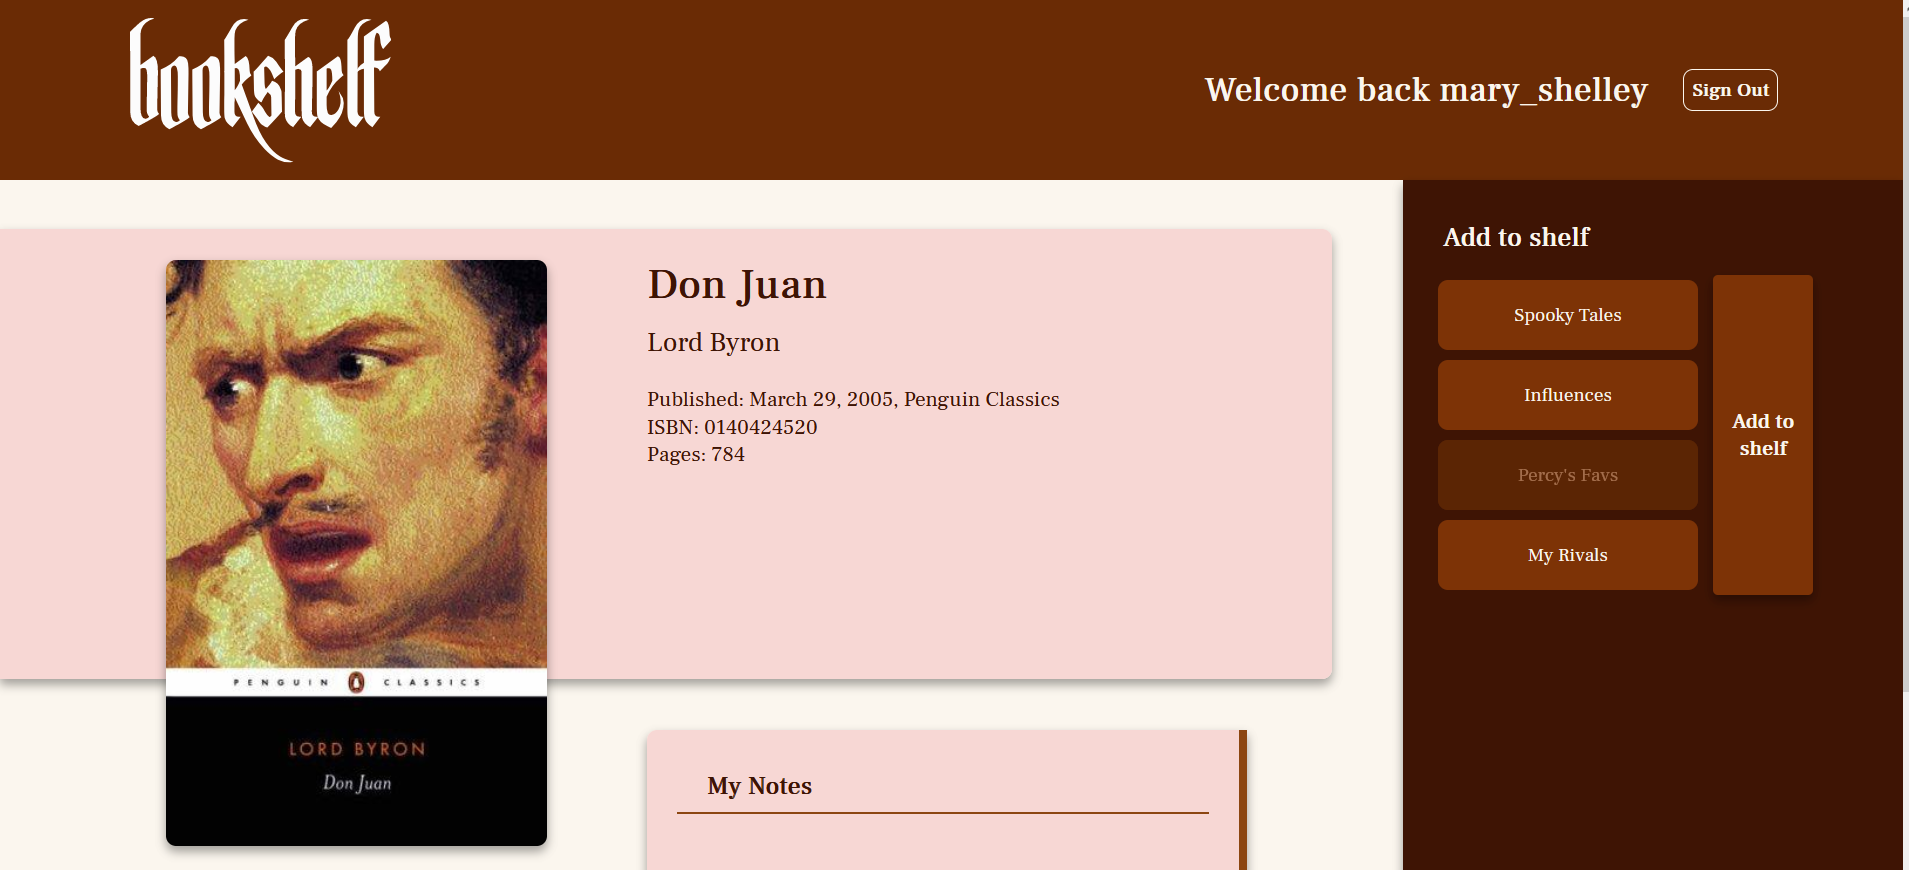 bookshelf
Welcome back mary_shelley
Sign Out
Don Juan
Lord Byron
Published: March 29, 2005, Penguin Classics
ISBN: 0140424520
Pages: 784
PENGUIN CLASSICS
LORD BYRON
Don Juan
My Notes
Add to shelf
Spooky Tales
Influences
Percy's Favs
My Rivals
Add to
shelf